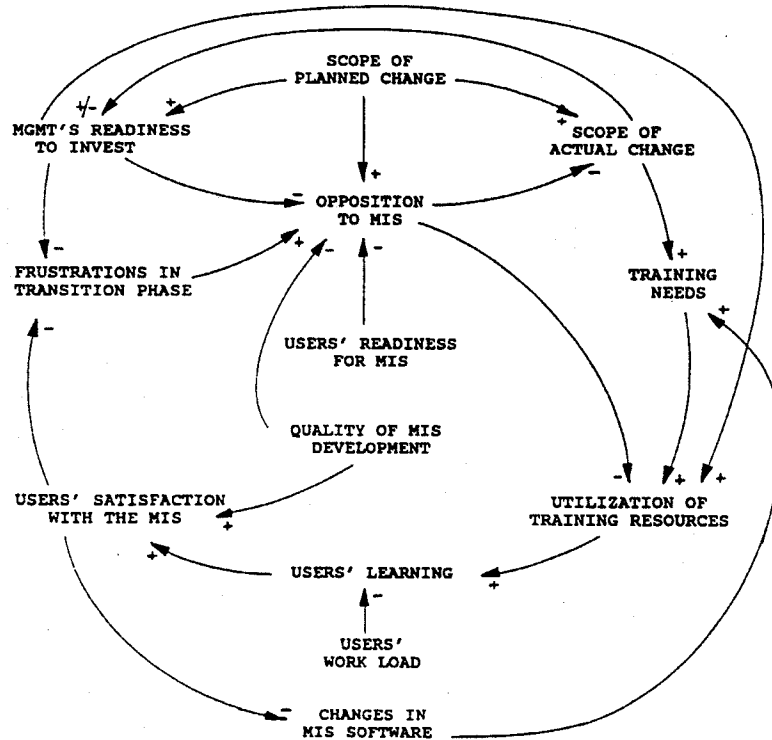 SCOPE OF
PLANNED CHANGE
+/-
+
+
MGMT'S READINESS
TO INVEST
SCOPE OF
ACTUAL CHANGE
+
-
-
OPPOSITION
TO MIS
-
+
-
-
+
FRUSTRATIONS IN
TRANSITION PHASE
TRAINING
NEEDS
-
+
USERS' READINESS
FOR MIS
QUALITY OF MIS
DEVELOPMENT
-
+
+
USERS' SATISFACTION
WITH THE MIS
+
UTILIZATION OF
TRAINING RESOURCES
+
USERS' LEARNING
+
-
USERS'
WORK LOAD
-
CHANGES IN
MIS SOFTWARE